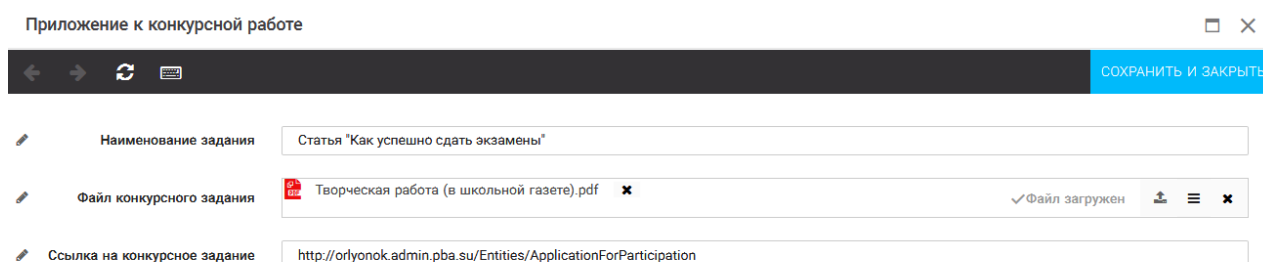 Приложение к конкурсной работе
СОХРАНИТЬ И ЗАКРЫТЬ
Наименование задания Статья "Как успешно сдать экзамены"
Файл конкурсного задания Творческая работа (в школьной газете).pdf Файл загружен
Ссылка на конкурсное задание http://orlyonok.admin.pba.su/Entities/ApplicationForParticipation